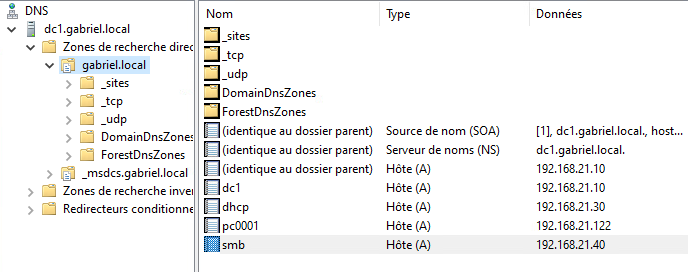 DNS
dc1.gabriel.local
Zones de recherche direc
gabriel.local
_sites
_tcp
_udp
DomainDnsZones
ForestDnsZones
_msdcs.gabriel.local
Zones de recherche inver
Redirecteurs conditionne
Nom Type Données
_sites
_tcp
_udp
DomainDnsZones
ForestDnsZones
(identique au dossier parent) Source de nom (SOA) [1], dc1.gabriel.local., host...
(identique au dossier parent) Serveur de noms (NS) dc1.gabriel.local.
(identique au dossier parent) Hôte (A) 192.168.21.10
dc1 Hôte (A) 192.168.21.10
dhcp Hôte (A) 192.168.21.30
pc0001 Hôte (A) 192.168.21.122
smb Hôte (A) 192.168.21.40